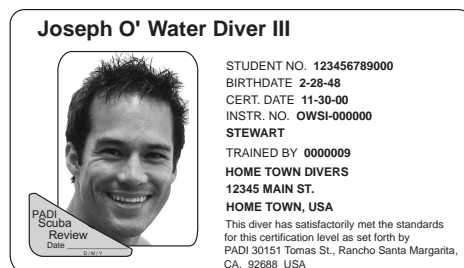 Joseph O' Water Diver III
STUDENT NO. 123456789000
BIRTHDATE 2-28-48
CERT. DATE 11-30-00
INSTR. NO. OWSI-000000
STEWART
TRAINED BY 0000009
HOME TOWN DIVERS
12345 MAIN ST.
HOME TOWN, USA
This diver has satisfactorily met the standards
for this certification level as set forth by
PADI 30151 Tomas St., Rancho Santa Margarita,
CA, 92688 USA
PADI
Scuba
Review
Date
D / M / Y